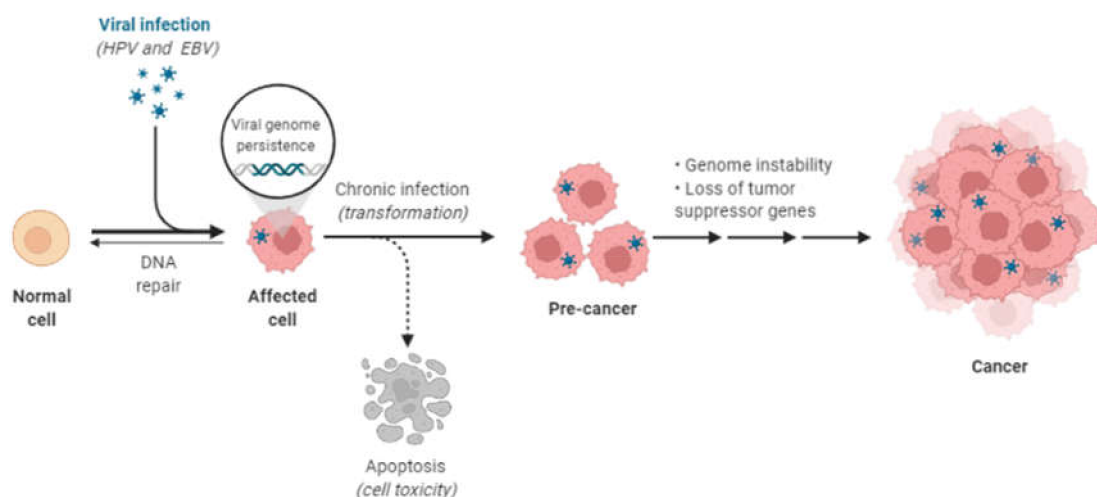 Viral infection
(HPV and EBV)
Viral genome
persistence
Chronic infection
(transformation)
• Genome instability
• Loss of tumor
suppressor genes
DNA
repair
Normal
cell
Affected
cell
Pre-cancer
Cancer
Apoptosis
(cell toxicity)